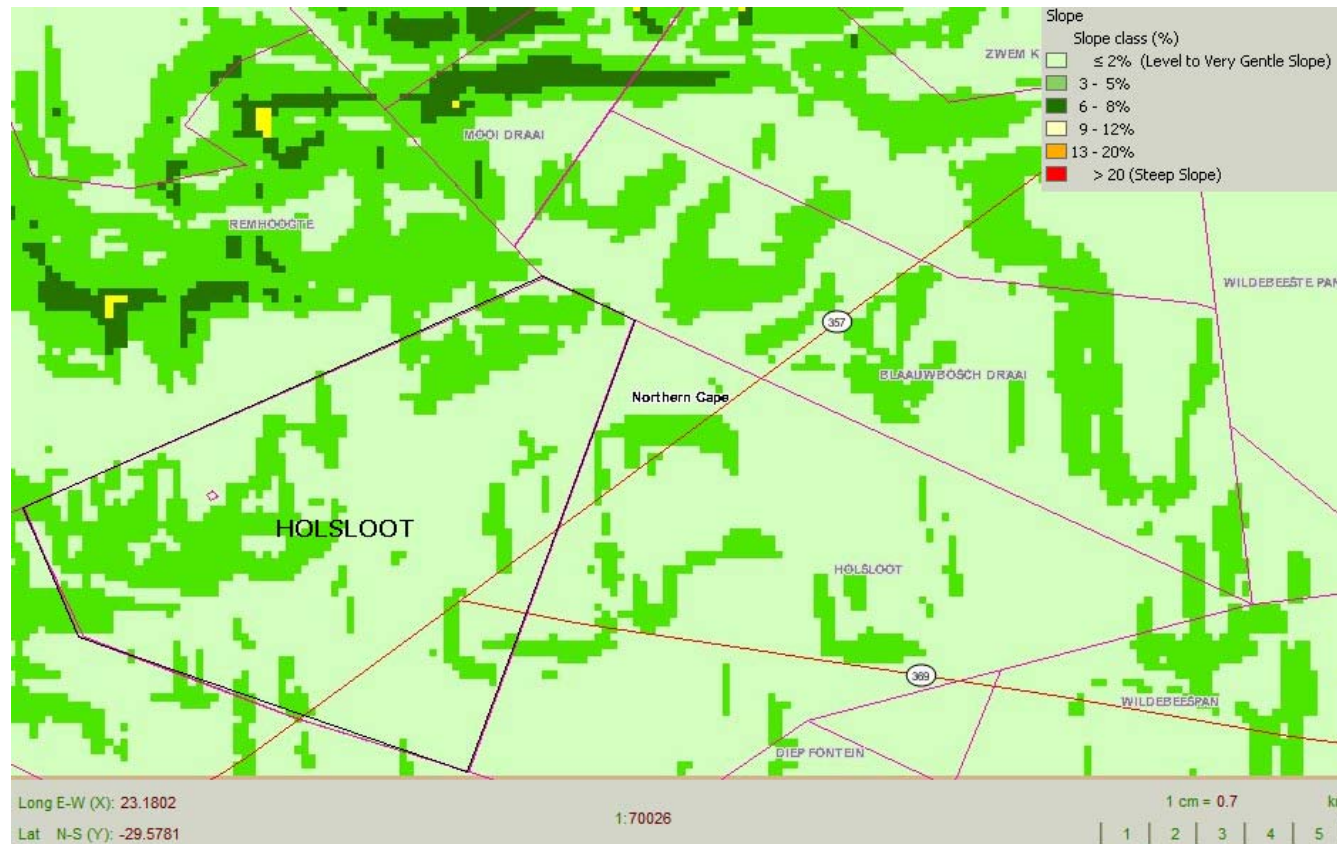 Slope
Slope class (%)
≤ 2% (Level to Very Gentle Slope)
3 - 5%
6 - 8%
9 - 12%
13 - 20%
> 20 (Steep Slope)
ZWEM K
MOOI DRAAI
REMHOOGTE
WILDEBEESTE PAN
357
BLAAUWBOSCH DRAAI
Northern Cape
HOLSLOOT
HOLSLOOT
369
WILDEBEESPAN
DIEP FONTEIN
Long E-W (X): 23.1802
1 cm = 0.7
1:70026
Lat N-S (Y): -29.5781
1 2 3 4 5